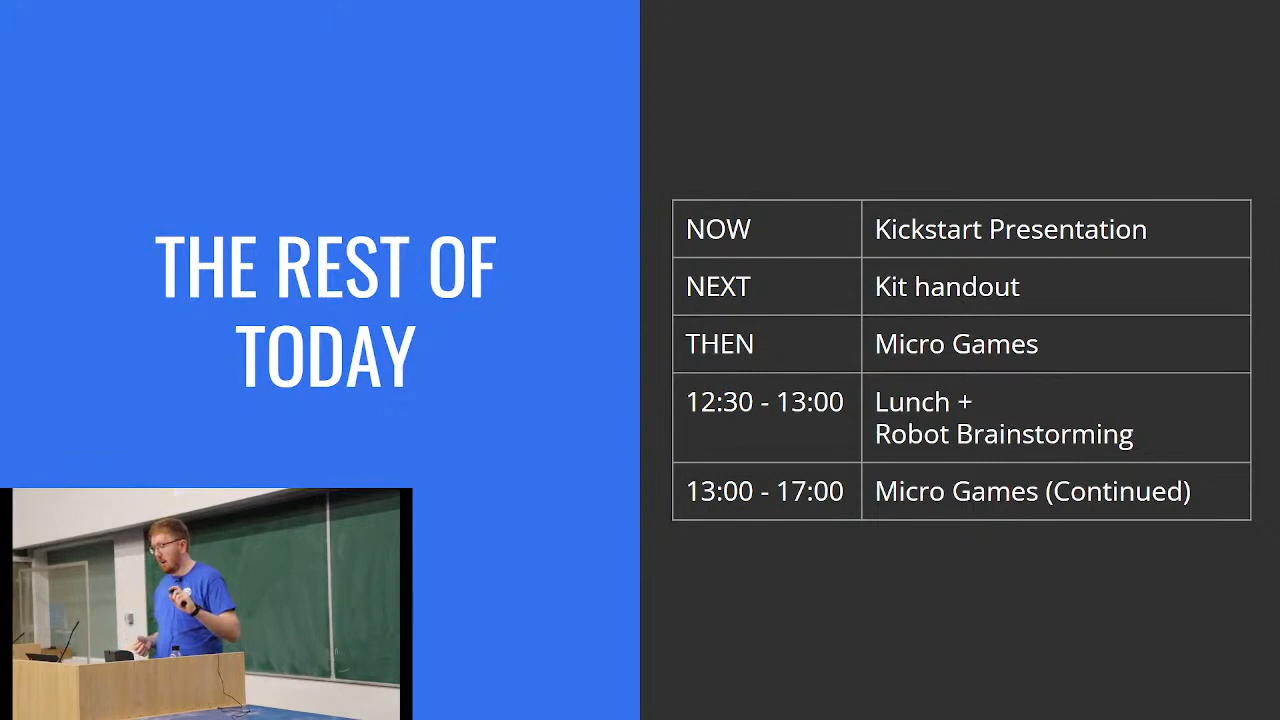 THE REST OF
TODAY
NOW
Kickstart Presentation
NEXT
Kit handout
THEN
Micro Games
12:30 - 13:00
Lunch +
Robot Brainstorming
13:00 - 17:00
Micro Games (Continued)